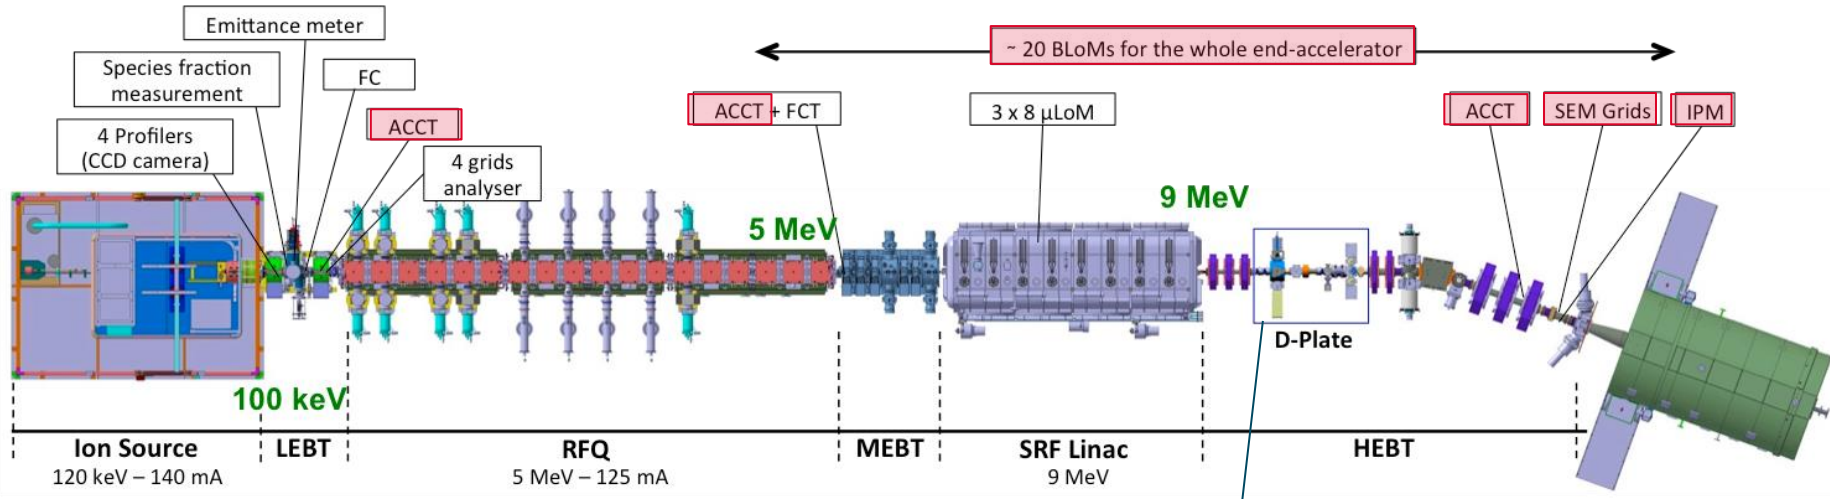 Emittance meter
~ 20 BLoMs for the whole end-accelerator
Species fraction
measurement
FC
4 Profilers
(CCD camera)
ACCT
4 grids
analyser
ACCT + FCT
3 x 8 µLoM
ACCT
SEM Grids
IPM
9 MeV
5 MeV
D-Plate
100 keV
Ion Source
120 keV – 140 mA
LEBT
RFQ
5 MeV – 125 mA
MEBT
SRF Linac
9 MeV
HEBT